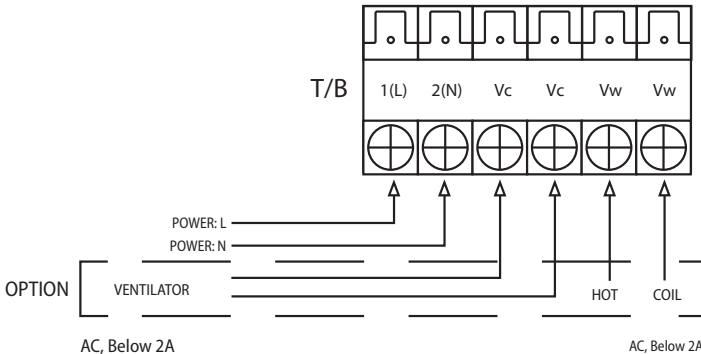 T/B 1(L) 2(N) Vc Vc Vw Vw
POWER: L
POWER: N
OPTION VENTILATOR HOT COIL
AC, Below 2A AC, Below 2A